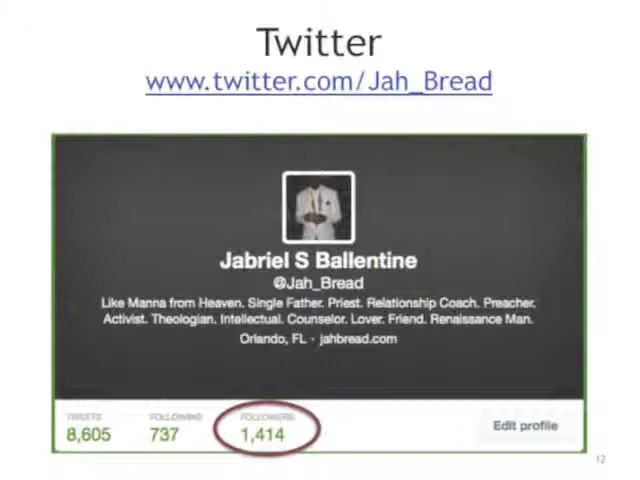 Twitter
www.twitter.com/Jah_Bread
Jabriel S Ballentine
@Jah_Bread
Like Manna from Heaven. Single Father. Priest. Relationship Coach. Preacher.
Activist. Theologian. Intellectual. Counselor. Lover. Friend. Renaissance Man.
Orlando, FL · jahbread.com
TWEETS FOLLOWING FOLLOWERS
8,605 737 1,414 Edit profile
12